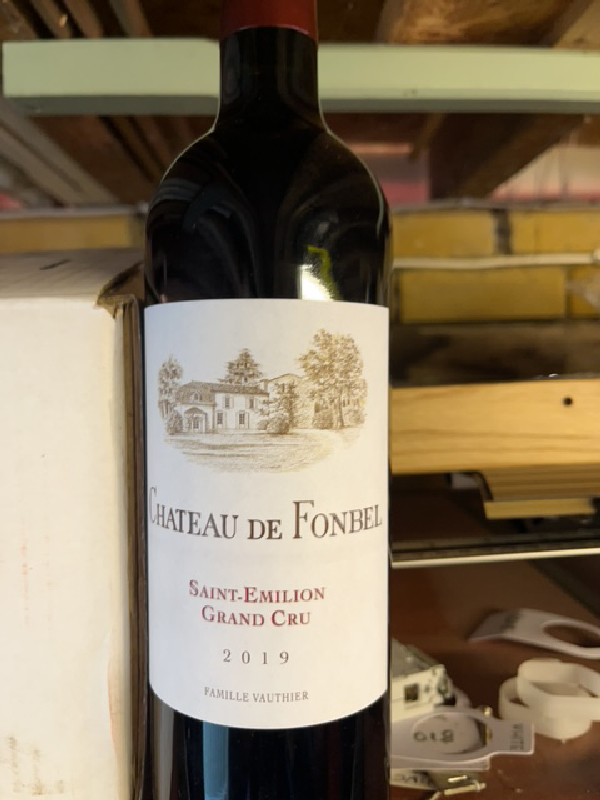 CHATEAU DE FONBEL
SAINT-EMILION
GRAND CRU
2019
FAMILLE VAUTHIER